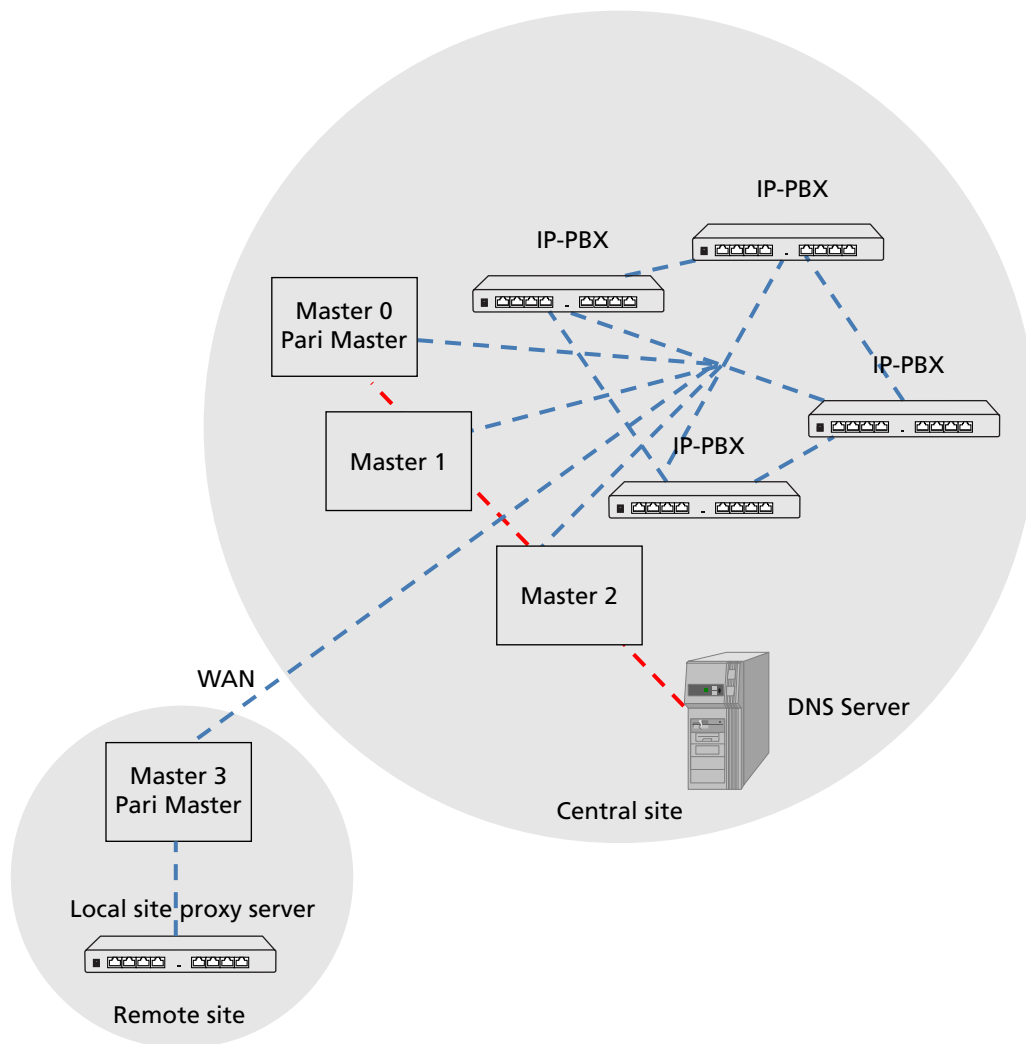 IP-PBX
IP-PBX
Master 0
Pari Master
IP-PBX
Master 1
IP-PBX
Master 2
WAN
DNS Server
Master 3
Pari Master
Central site
Local site proxy server
Remote site